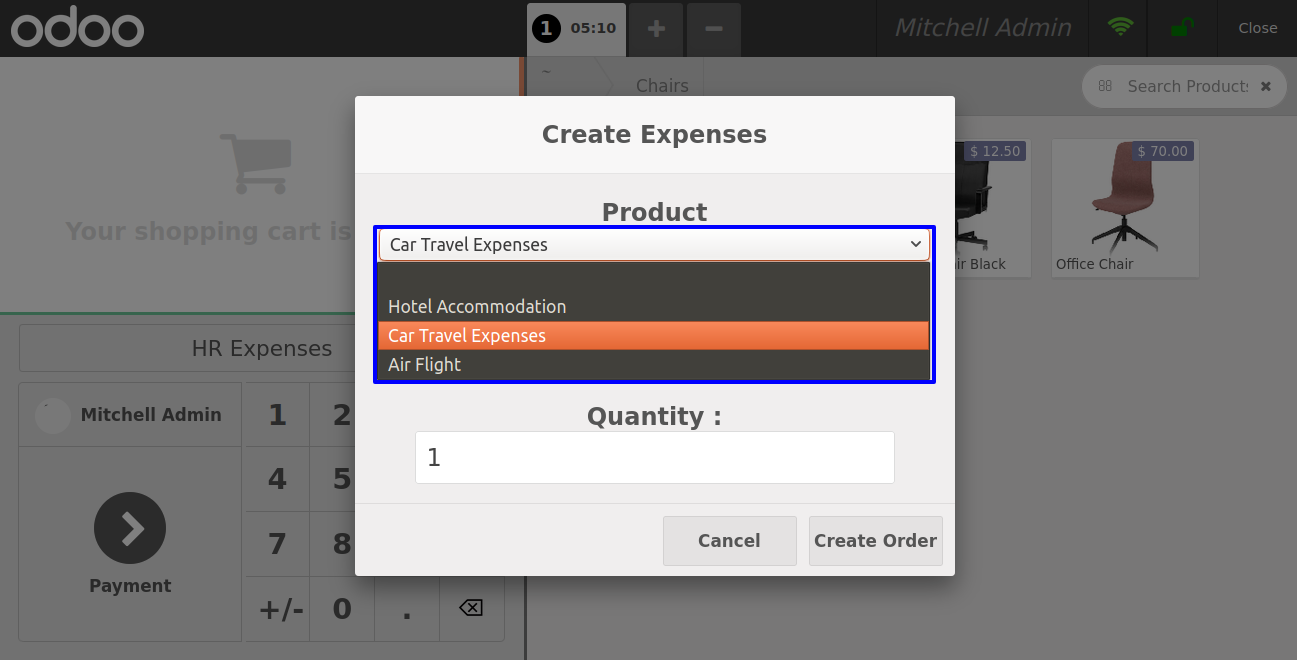 odoo
1 05:10
Mitchell Admin
Close
~
Chairs
Search Products
Create Expenses
$ 12.50
$ 70.00
Product
Your shopping cart is
Car Travel Expenses
Black
Office Chair
Hotel Accommodation
Car Travel Expenses
Air Flight
HR Expenses
Mitchell Admin
1 2
Quantity :
1
4 5
Payment
7 8
Cancel
Create Order
+/- 0 .